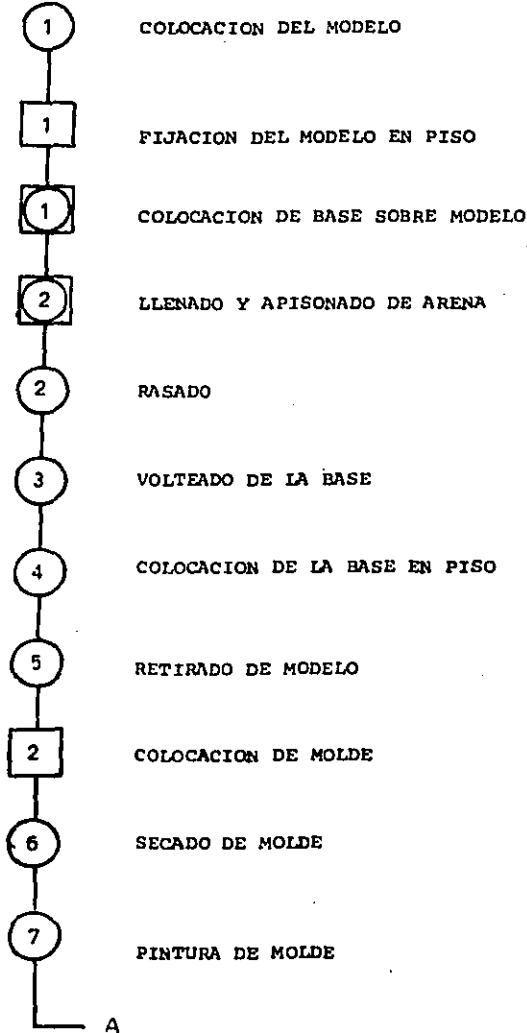 1 COLOCACION DEL MODELO
1 FIJACION DEL MODELO EN PISO
1 COLOCACION DE BASE SOBRE MODELO
2 LLENADO Y APISONADO DE ARENA
2 RASADO
3 VOLTEADO DE LA BASE
4 COLOCACION DE LA BASE EN PISO
5 RETIRADO DE MODELO
2 COLOCACION DE MOLDE
6 SECADO DE MOLDE
7 PINTURA DE MOLDE
A